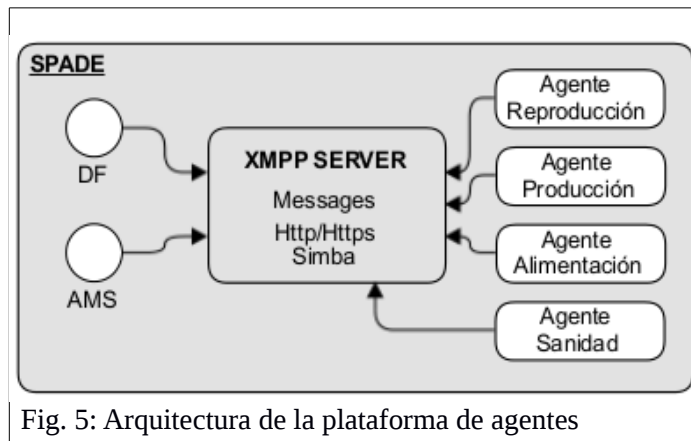 SPADE
DF
AMS
XMPP SERVER
Messages
Http/Https
Simba
Agente
Reproducción
Agente
Producción
Agente
Alimentación
Agente
Sanidad
Fig. 5: Arquitectura de la plataforma de agentes